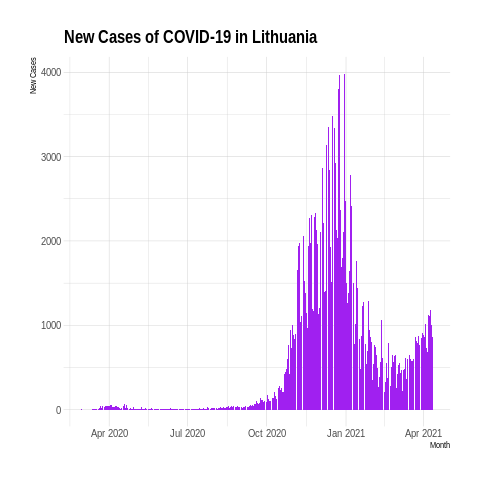 New Cases of COVID-19 in Lithuania
New Cases
4000
3000
2000
1000
0
Apr 2020
Jul 2020
Oct 2020
Jan 2021
Apr 2021
Month